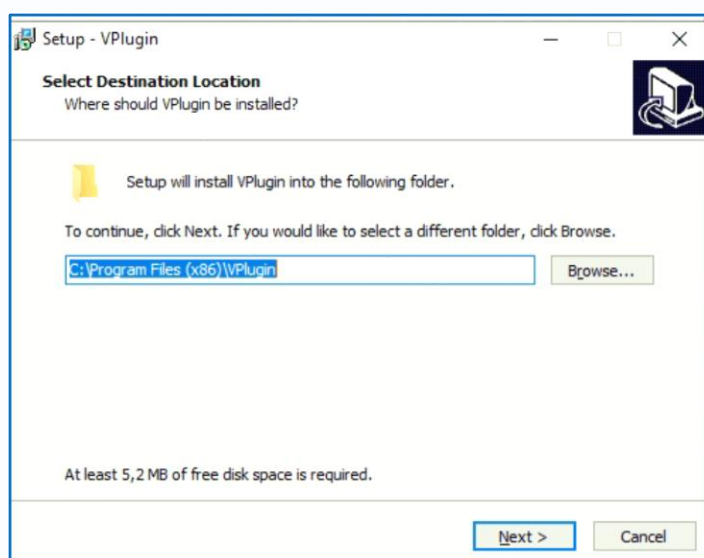 Setup - VPlugin
Select Destination Location
Where should VPlugin be installed?
Setup will install VPlugin into the following folder.
To continue, click Next. If you would like to select a different folder, click Browse.
C:\Program Files (x86)\VPlugin
Browse...
At least 5,2 MB of free disk space is required.
Next >
Cancel